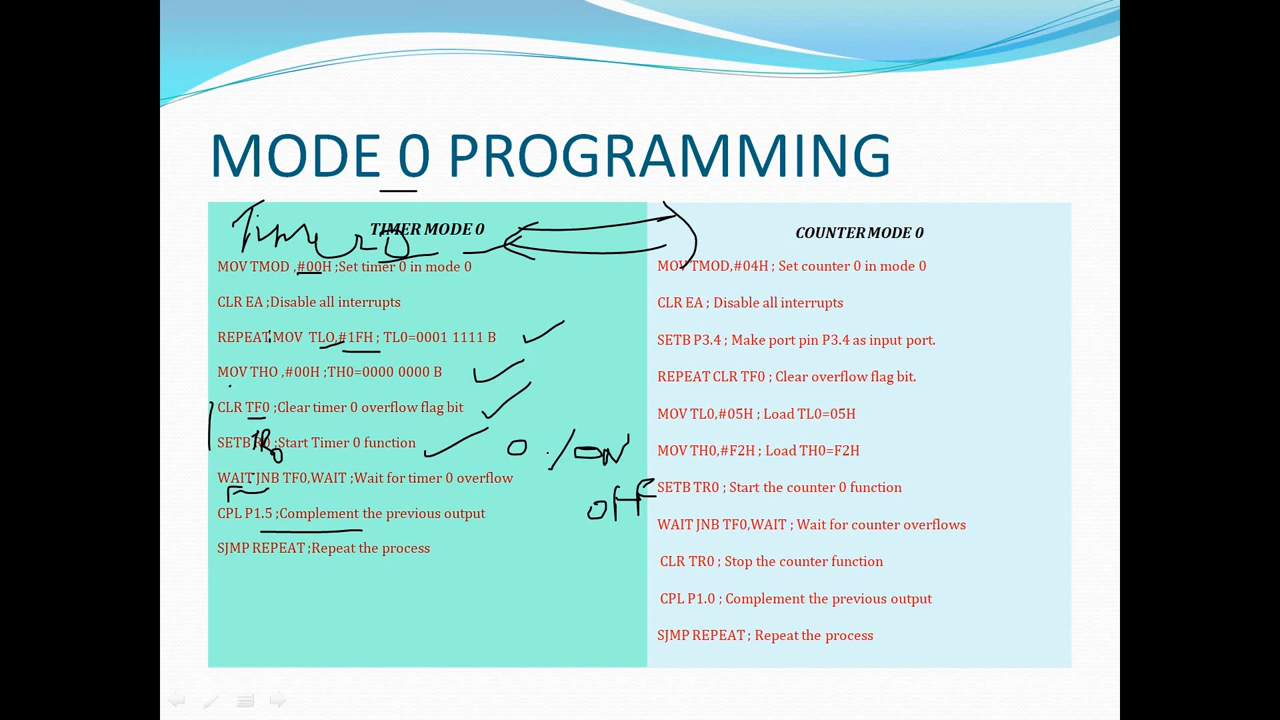 MODE 0 PROGRAMMING
Timer 0
TIMER MODE 0
MOV TMOD ,#00H ;Set timer 0 in mode 0
CLR EA ;Disable all interrupts
REPEAT:MOV TLO,#1FH ; TL0=0001 1111 B
MOV THO ,#00H ;TH0=0000 0000 B
CLR TF0 ;Clear timer 0 overflow flag bit
SETB R0 ;Start Timer 0 function
TR0
WAIT:JNB TF0,WAIT ;Wait for timer 0 overflow
CPL P1.5 ;Complement the previous output
SJMP REPEAT ;Repeat the process
0 / ON
OFF
COUNTER MODE 0
MOV TMOD,#04H ; Set counter 0 in mode 0
CLR EA ; Disable all interrupts
SETB P3.4 ; Make port pin P3.4 as input port.
REPEAT CLR TF0 ; Clear overflow flag bit.
MOV TL0,#05H ; Load TL0=05H
MOV TH0,#F2H ; Load TH0=F2H
SETB TR0 ; Start the counter 0 function
WAIT JNB TF0,WAIT ; Wait for counter overflows
CLR TR0 ; Stop the counter function
CPL P1.0 ; Complement the previous output
SJMP REPEAT ; Repeat the process